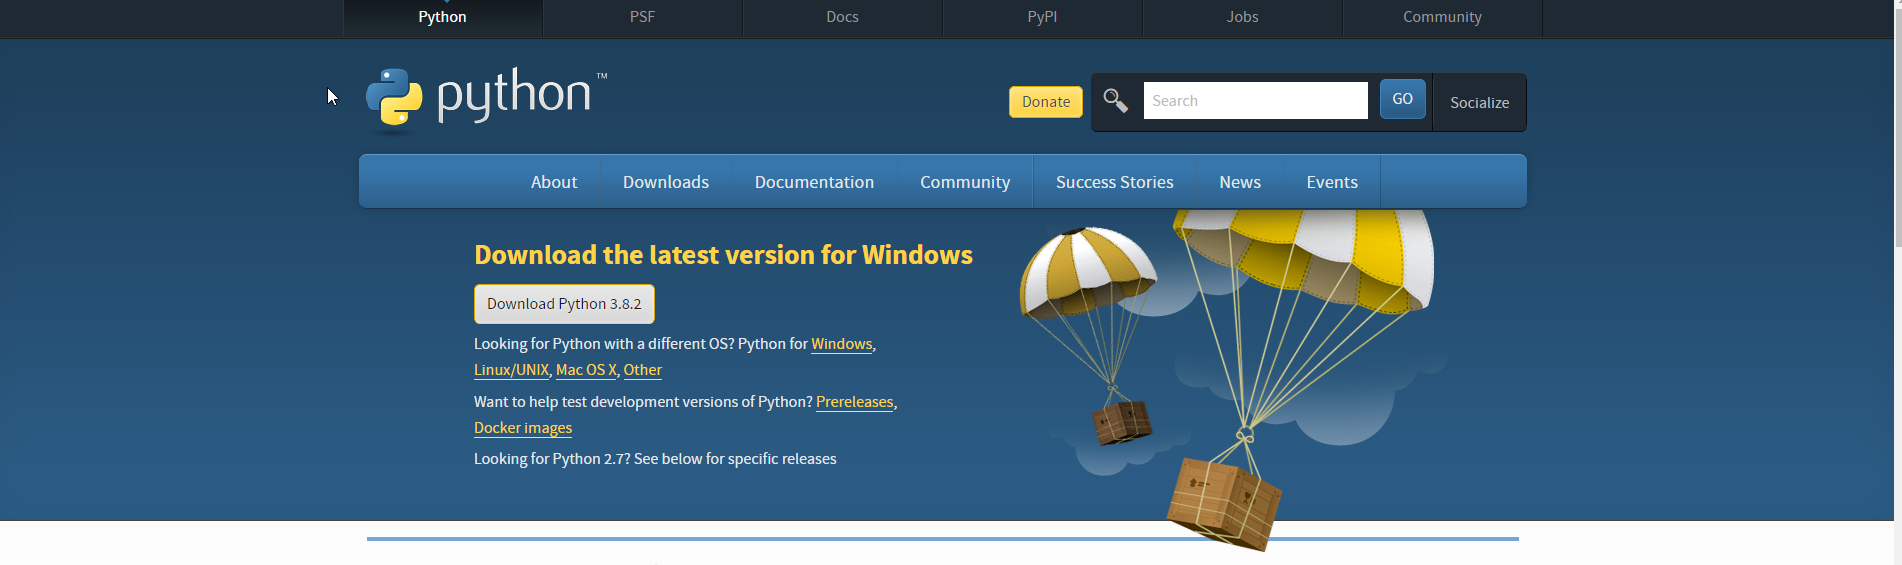 Python PSF Docs PyPI Jobs Community
python™
Donate Search GO Socialize
About Downloads Documentation Community Success Stories News Events
Download the latest version for Windows
Download Python 3.8.2
Looking for Python with a different OS? Python for Windows,
Linux/UNIX, Mac OS X, Other
Want to help test development versions of Python? Prereleases,
Docker images
Looking for Python 2.7? See below for specific releases